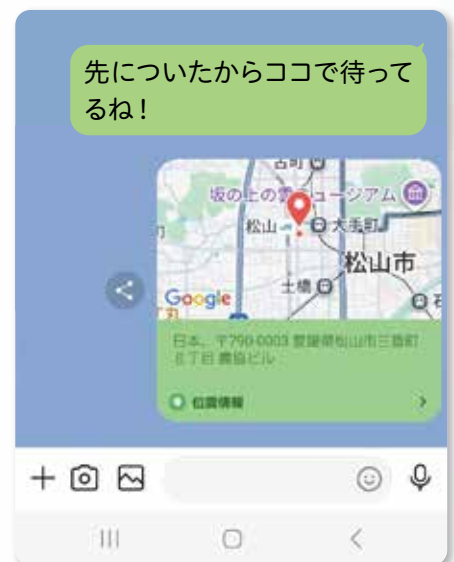 先についたからココで待って
るね！
古町
坂の上の雲ミュージアム
松山
大手町
松山市
土橋
Google
日本、〒790-0003 愛媛県松山市三番町
8丁目 農協ビル
位置情報